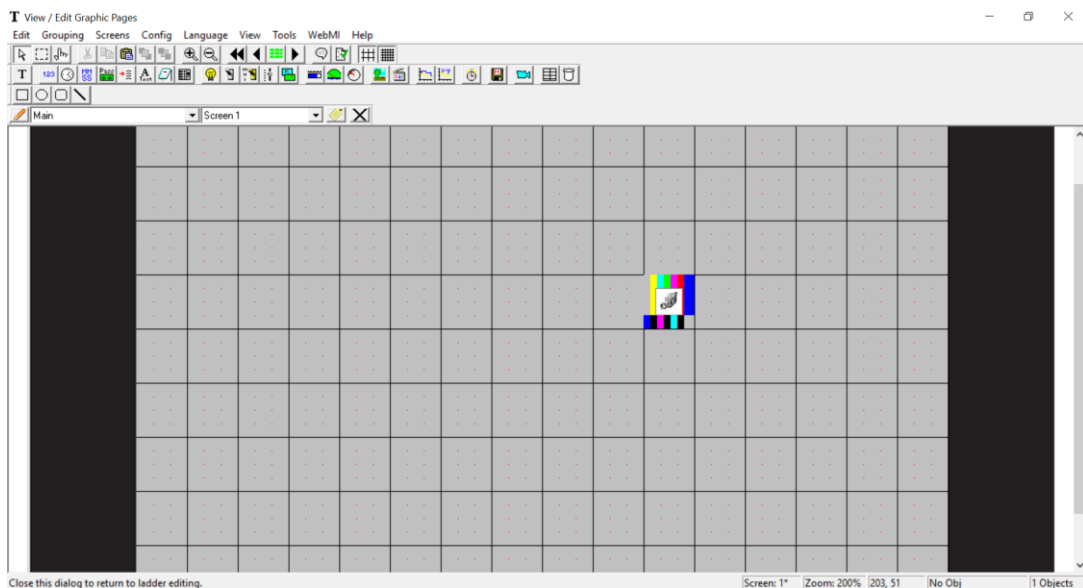 View / Edit Graphic Pages
Edit Grouping Screens Config Language View Tools WebMI Help
T 123
Main Screen 1
Close this dialog to return to ladder editing. Screen: 1* Zoom: 200% 203, 51 No Obj 1 Objects